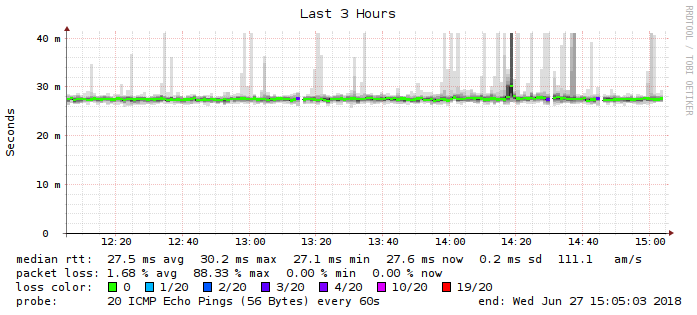 Last 3 Hours
RRDTOOL / TOBI OETIKER
Seconds
40 m
30 m
20 m
10 m
0
12:20 12:40 13:00 13:20 13:40 14:00 14:20 14:40 15:00
median rtt: 27.5 ms avg 30.2 ms max 27.1 ms min 27.6 ms now 0.2 ms sd 111.1 am/s
packet loss: 1.68 % avg 88.33 % max 0.00 % min 0.00 % now
loss color: 0 1/20 2/20 3/20 4/20 10/20 19/20
probe: 20 ICMP Echo Pings (56 Bytes) every 60s end: Wed Jun 27 15:05:03 2018